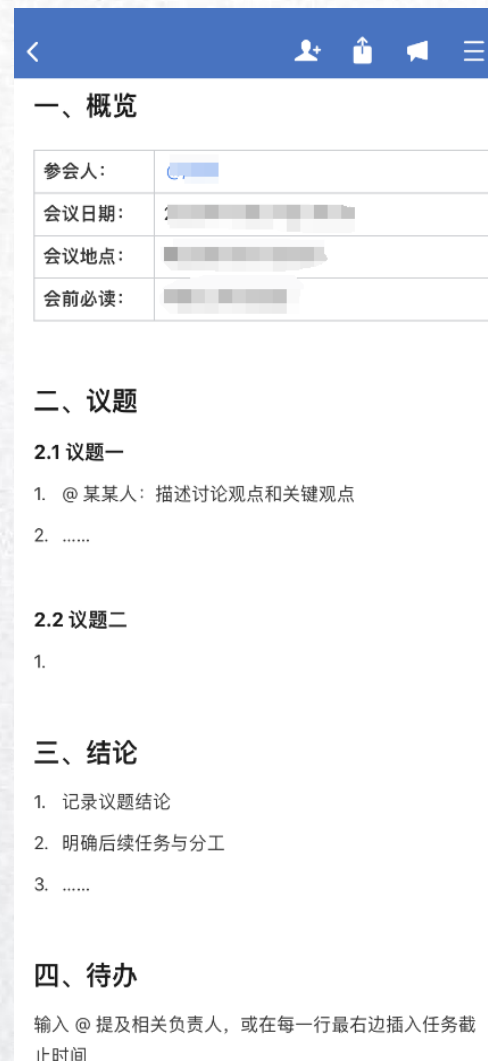 一、概览
参会人：
会议日期：
会议地点：
会前必读：
二、议题
2.1 议题一
1. @ 某某人：描述讨论观点和关键观点
2. ......
2.2 议题二
1.
三、结论
1. 记录议题结论
2. 明确后续任务与分工
3. ......
四、待办
输入 @ 提及相关负责人，或在每一行最右边插入任务截
止时间